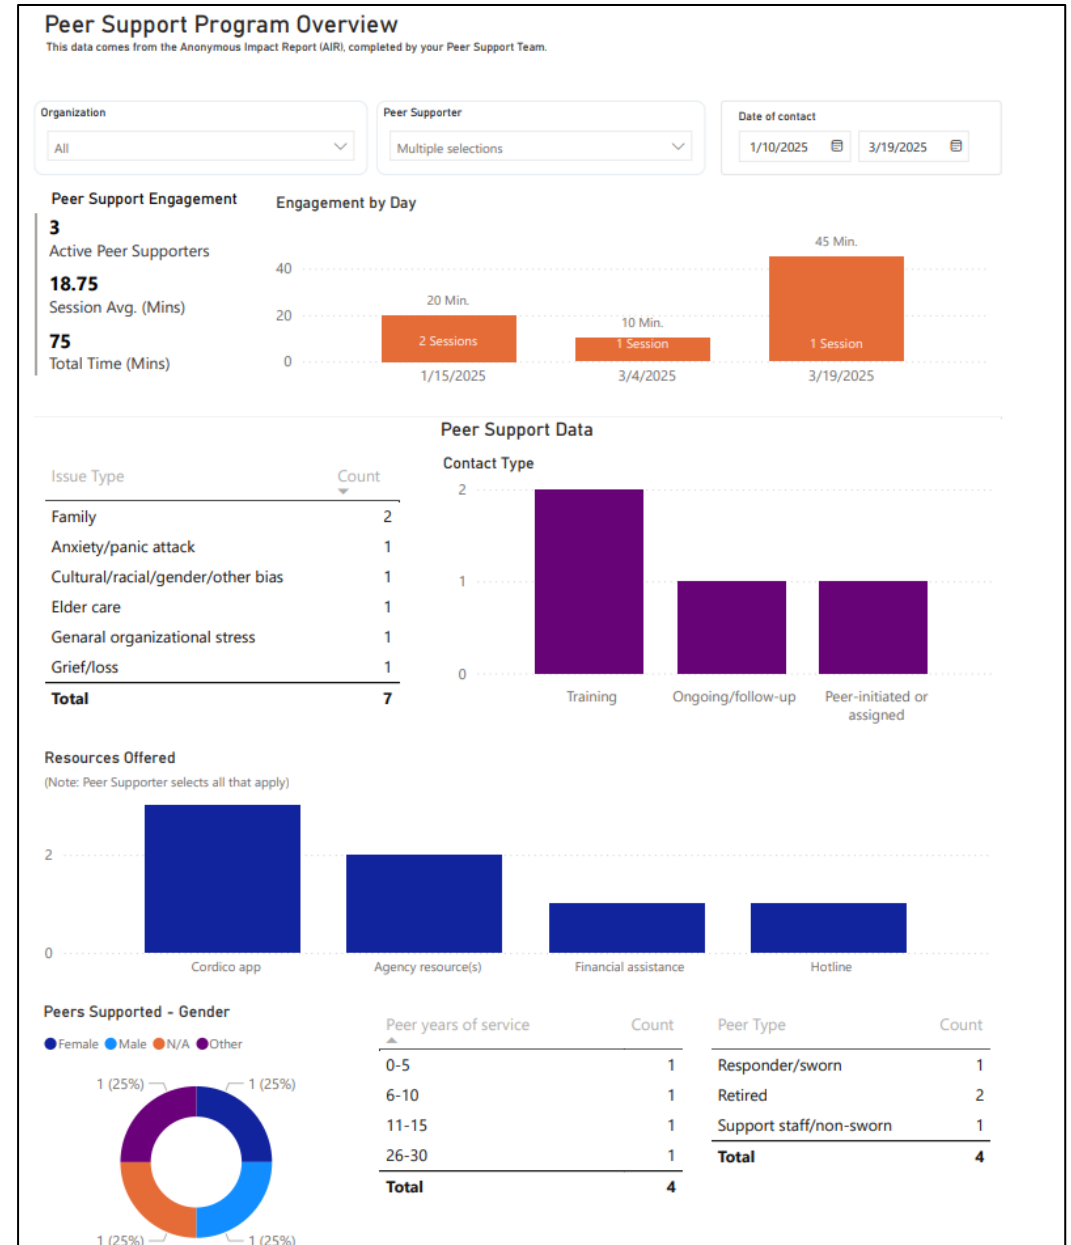 Peer Support Program Overview
This data comes from the Anonymous Impact Report (AIR), completed by your Peer Support Team.
Organization
All
Peer Supporter
Multiple selections
Date of contact
1/10/2025
3/19/2025
Peer Support Engagement
3
Active Peer Supporters
18.75
Session Avg. (Mins)
75
Total Time (Mins)
Engagement by Day
40
20
0
20 Min.
2 Sessions
10 Min.
1 Session
45 Min.
1 Session
1/15/2025
3/4/2025
3/19/2025
Peer Support Data
Issue Type Count
Family 2
Anxiety/panic attack 1
Cultural/racial/gender/other bias 1
Elder care 1
Genaral organizational stress 1
Grief/loss 1
Total 7
Contact Type
2
1
0
Training
Ongoing/follow-up
Peer-initiated or
assigned
Resources Offered
(Note: Peer Supporter selects all that apply)
2
0
Cordico app
Agency resource(s)
Financial assistance
Hotline
Peers Supported - Gender
Female Male N/A Other
1 (25%)
1 (25%)
1 (25%)
1 (25%)
Peer years of service Count
0-5 1
6-10 1
11-15 1
26-30 1
Total 4
Peer Type Count
Responder/sworn 1
Retired 2
Support staff/non-sworn 1
Total 4